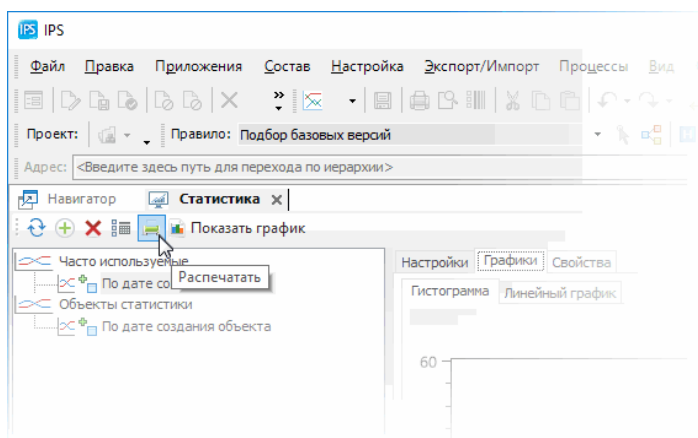 IPS IPS
Файл Правка Приложения Состав Настройка Экспорт/Импорт Процессы Вид
Проект: Правило: Подбор базовых версий
Адрес: <Введите здесь путь для перехода по иерархии>
Навигатор Статистика
Показать график
Часто используемые
По дате со
Распечатать
Объекты статистики
По дате создания объекта
Настройки Графики Свойства
Гистограмма Линейный график
60